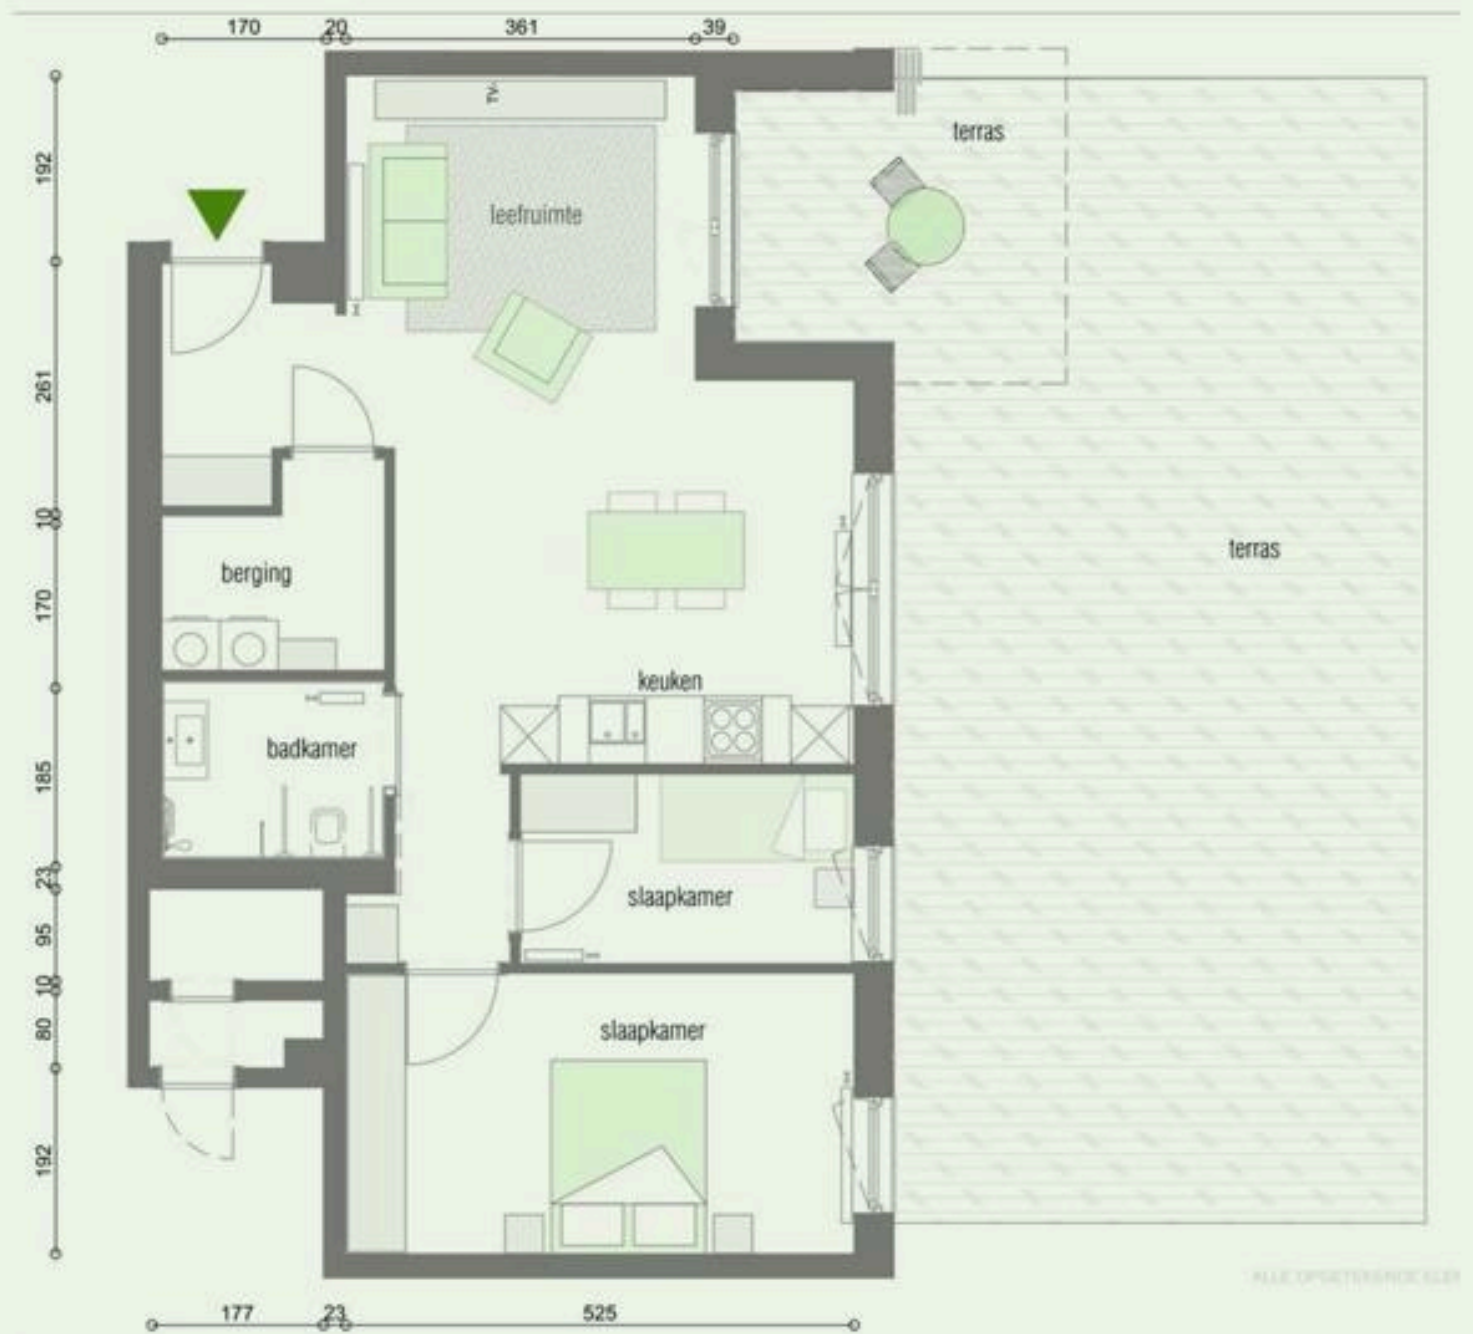 170 20 361 39
192
261
10
170
185
23
95
10
80
192
TV
terras
leefruimte
terras
berging
keuken
badkamer
slaapkamer
slaapkamer
177 23 525